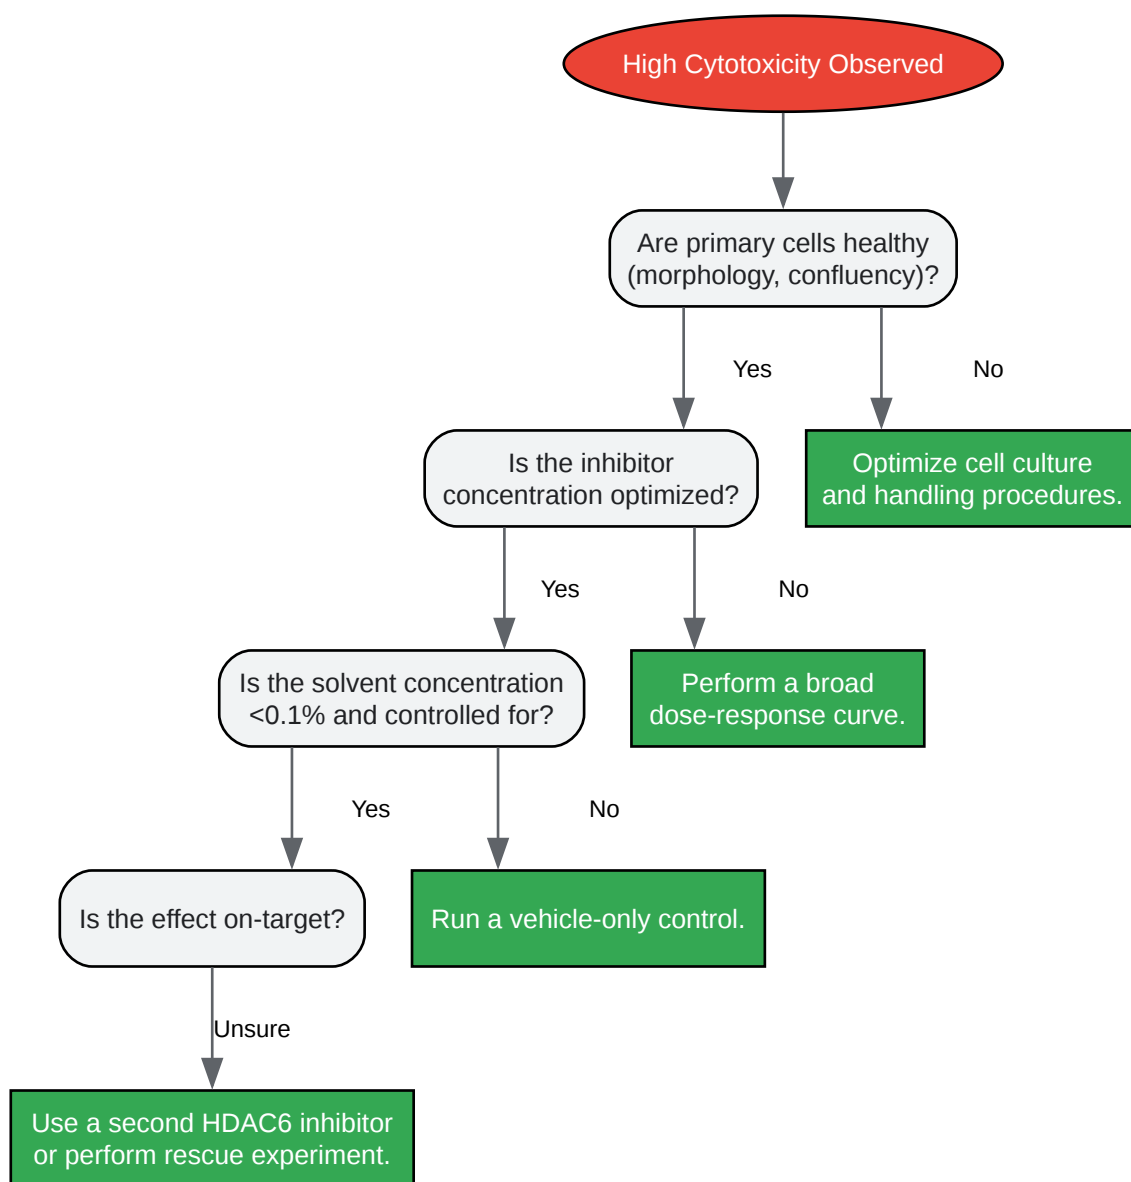 High Cytotoxicity Observed
Are primary cells healthy
(morphology, confluency)?
Yes
No
Is the inhibitor
concentration optimized?
Optimize cell culture
and handling procedures.
Yes
No
Is the solvent concentration
<0.1% and controlled for?
Perform a broad
dose-response curve.
Yes
No
Is the effect on-target?
Run a vehicle-only control.
Unsure
Use a second HDAC6 inhibitor
or perform rescue experiment.